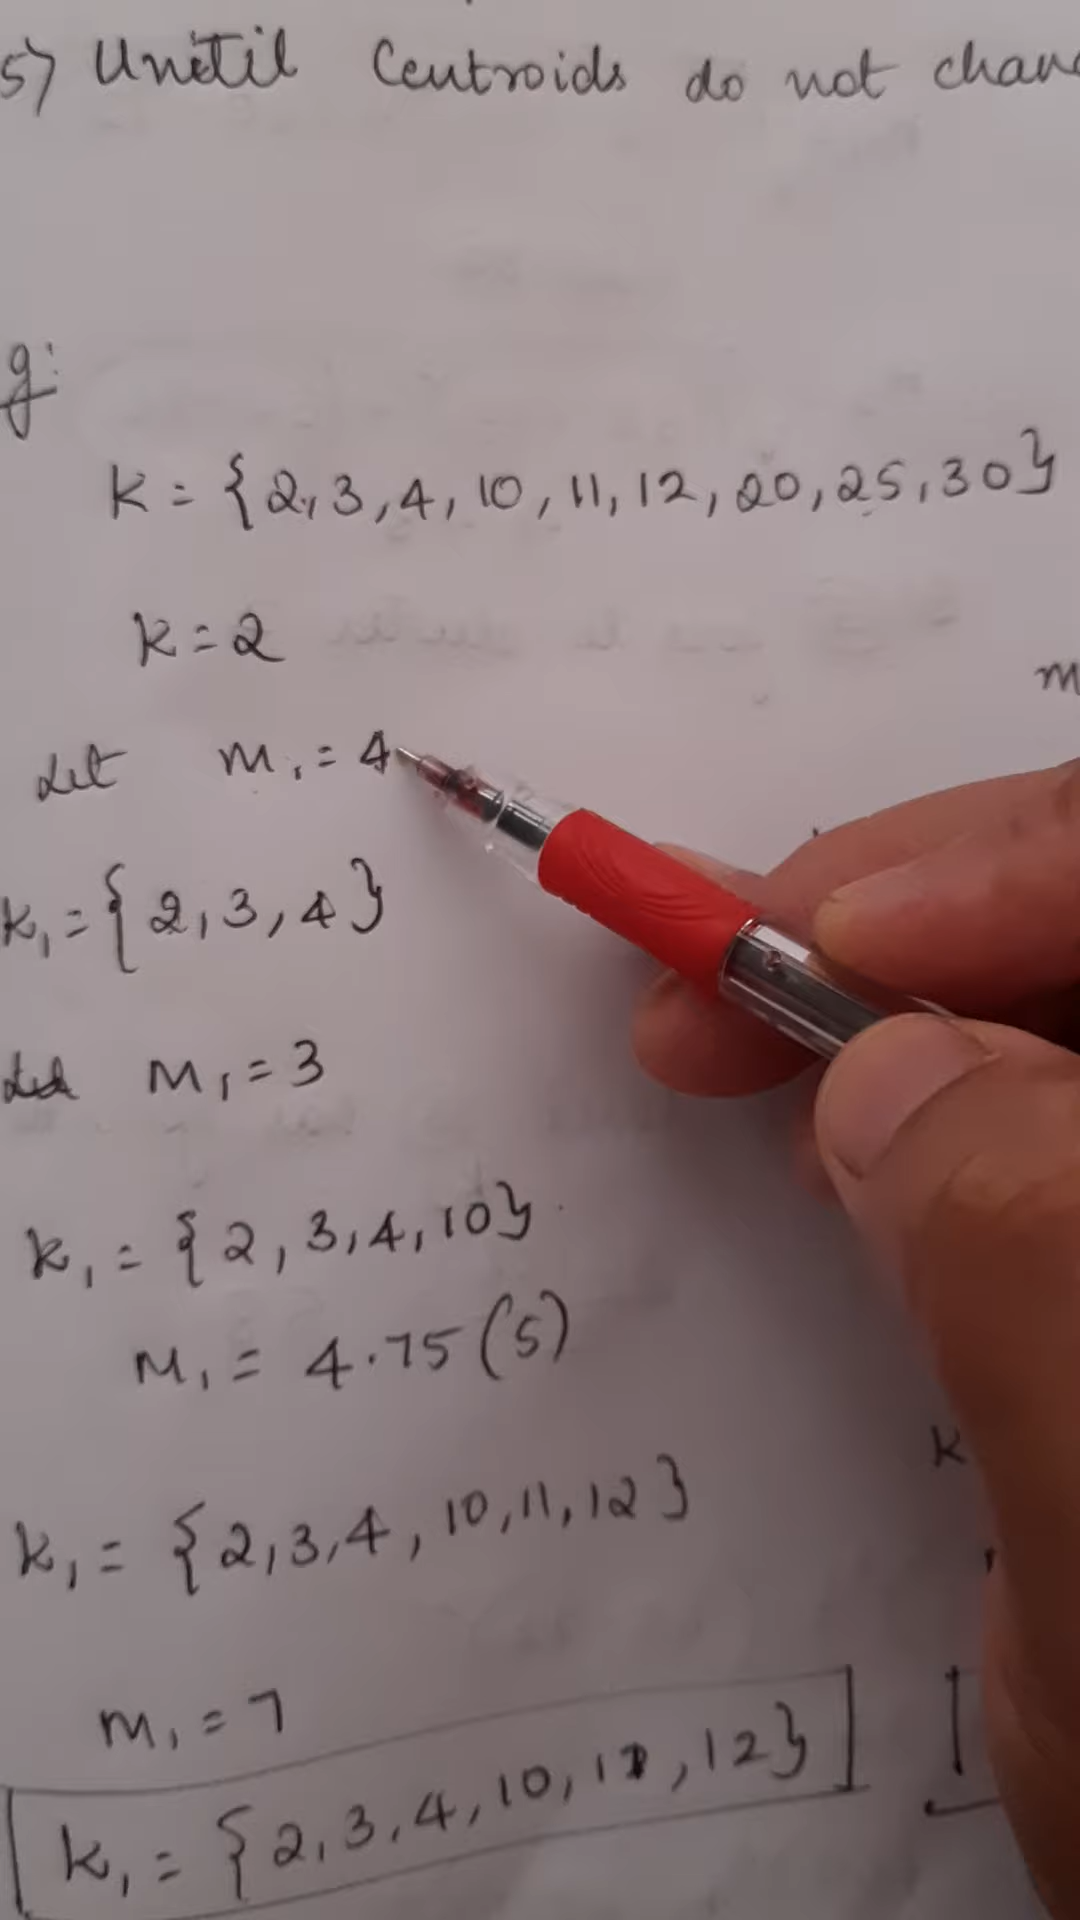 5) Unitil Centroids do not chan
g:
K = {2, 3, 4, 10, 11, 12, 20, 25, 30}
k = 2
m
Let m₁ = 4
k₁ = {2, 3, 4}
m₁ = 3
k₁ = {2, 3, 4, 10}
m₁ = 4.75 (5)
k
k₁ = {2, 3, 4, 10, 11, 12}
m₁ = 7
k₁ = {2, 3, 4, 10, 11, 12}